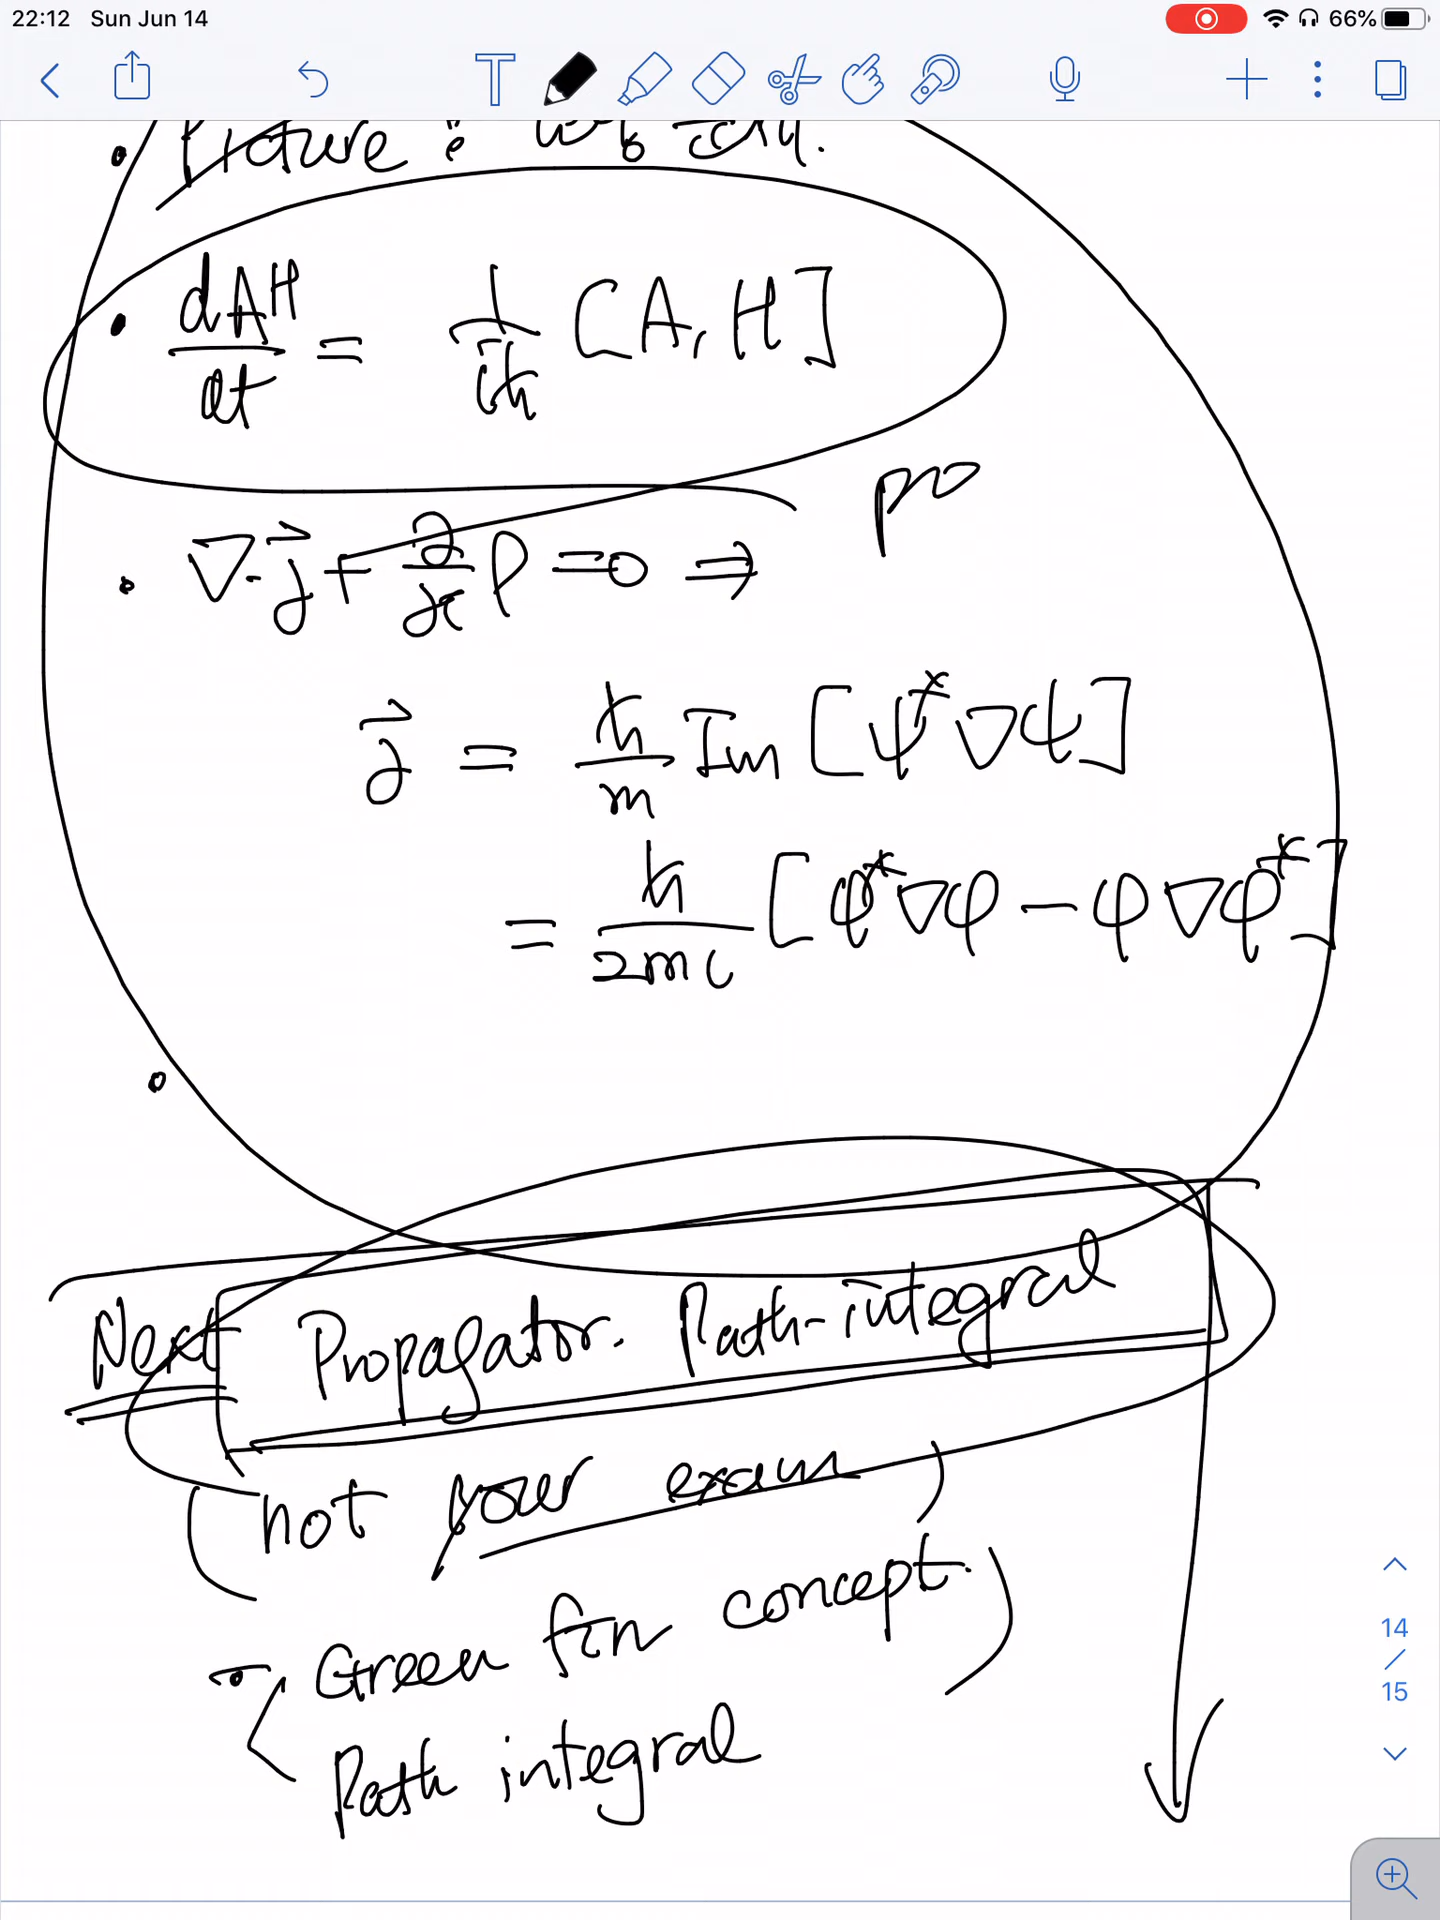 22:12 Sun Jun 14 66%
• Picture :
• dA^H/dt = 1/iħ [A, H]
pro
• ∇·j⃗ + ∂/∂t ρ = 0 ⇒
j⃗ = ħ/m Im [ψ* ∇ψ]
= ħ/2mi [φ* ∇φ − φ ∇φ*]
•
Next Propagator. Path-integral
(not your exam)
Green fcn concept.)
Path integral
14
/
15